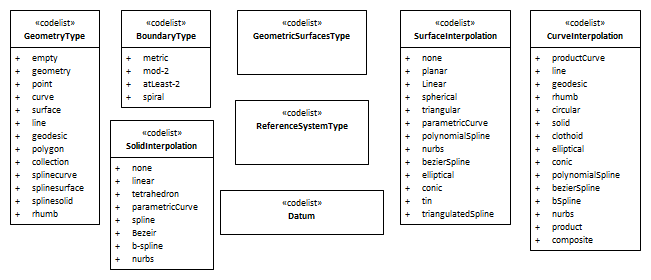 «codelist»
GeometryType
+ empty
+ geometry
+ point
+ curve
+ surface
+ line
+ geodesic
+ polygon
+ collection
+ splinecurve
+ splinesurface
+ splinesolid
+ rhumb
«codelist»
BoundaryType
+ metric
+ mod-2
+ atLeast-2
+ spiral
«codelist»
SolidInterpolation
+ none
+ linear
+ tetrahedron
+ parametricCurve
+ spline
+ Bezeir
+ b-spline
+ nurbs
«codelist»
GeometricSurfacesType
«codelist»
ReferenceSystemType
«codelist»
Datum
«codelist»
SurfaceInterpolation
+ none
+ planar
+ Linear
+ spherical
+ triangular
+ parametricCurve
+ polynomialSpline
+ nurbs
+ bezierSpline
+ elliptical
+ conic
+ tin
+ triangulatedSpline
«codelist»
CurveInterpolation
+ productCurve
+ line
+ geodesic
+ rhumb
+ circular
+ solid
+ clothoid
+ elliptical
+ conic
+ polynomialSpline
+ bezierSpline
+ bSpline
+ nurbs
+ product
+ composite